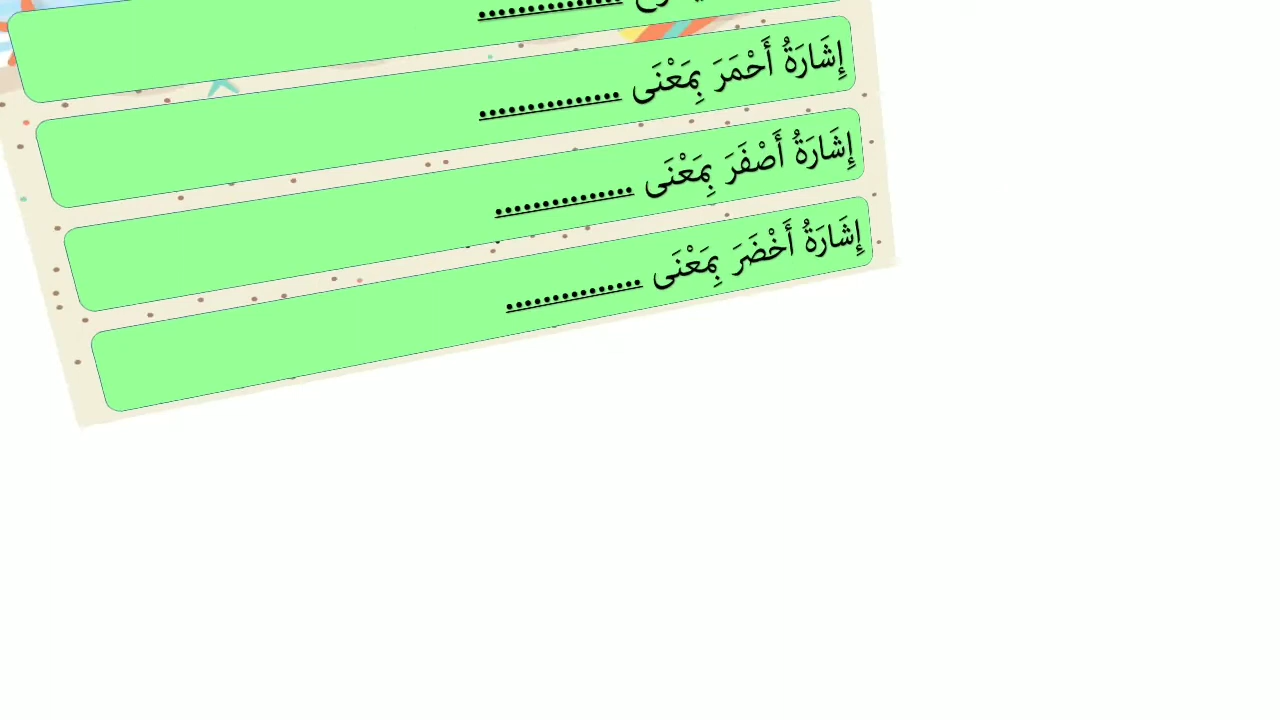 ...............
إِشَارَةُ أَحْمَرَ بِمَعْنَى ...............
إِشَارَةُ أَصْفَرَ بِمَعْنَى ...............
إِشَارَةُ أَخْضَرَ بِمَعْنَى ...............